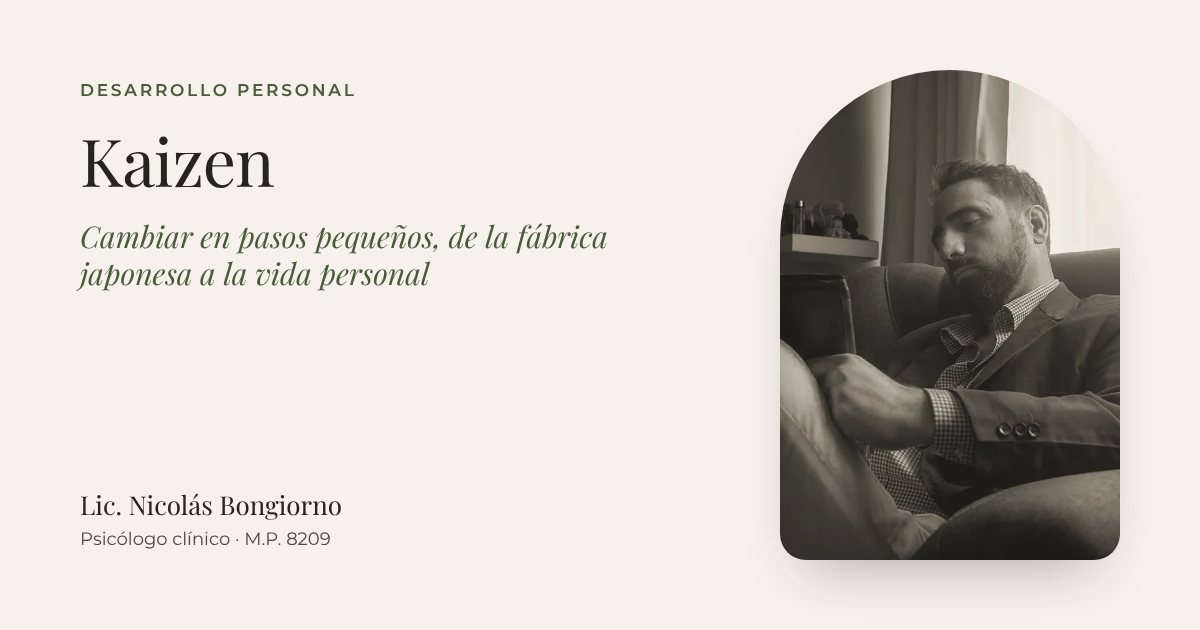 DESARROLLO PERSONAL
Kaizen
Cambiar en pasos pequeños, de la fábrica
japonesa a la vida personal
Lic. Nicolás Bongiorno
Psicólogo clínico · M.P. 8209